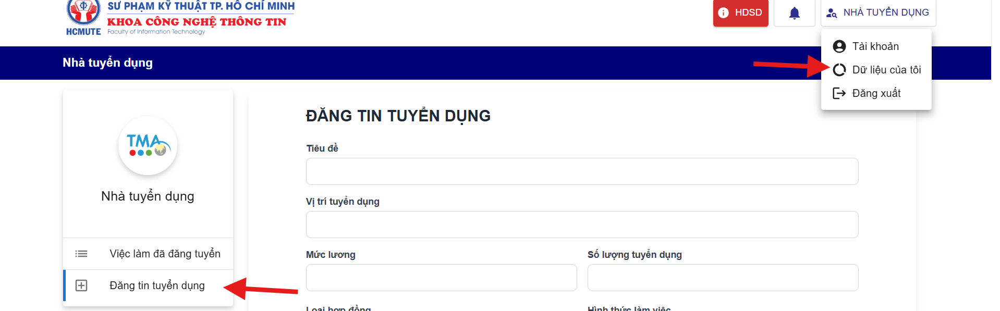 SƯ PHẠM KỸ THUẬT TP. HỒ CHÍ MINH
KHOA CÔNG NGHỆ THÔNG TIN
HCMUTE
Faculty of Information Technology
HDSD
NHÀ TUYỂN DỤNG
Tài khoản
Dữ liệu của tôi
Đăng xuất
Nhà tuyển dụng
TMA
Nhà tuyển dụng
Việc làm đã đăng tuyển
Đăng tin tuyển dụng
ĐĂNG TIN TUYỂN DỤNG
Tiêu đề
Vị trí tuyển dụng
Mức lương
Số lượng tuyển dụng
Loại hợp đồng
Hình thức làm việc